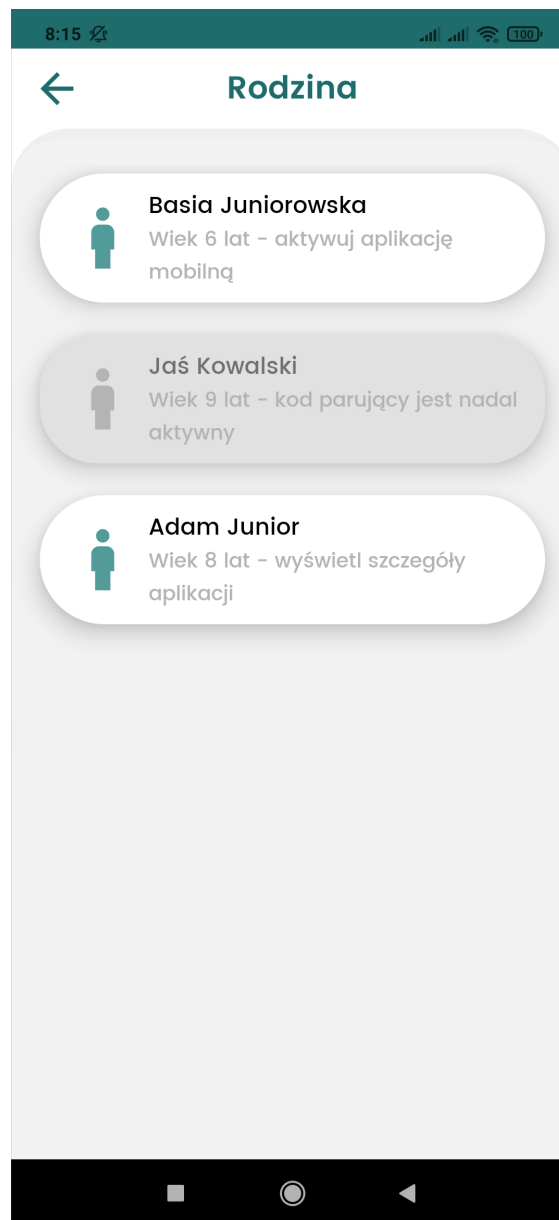 8:15
100
Rodzina
Basia Juniorowska
Wiek 6 lat - aktywuj aplikację
mobilną
Jaś Kowalski
Wiek 9 lat - kod parujący jest nadal
aktywny
Adam Junior
Wiek 8 lat - wyświetl szczegóły
aplikacji